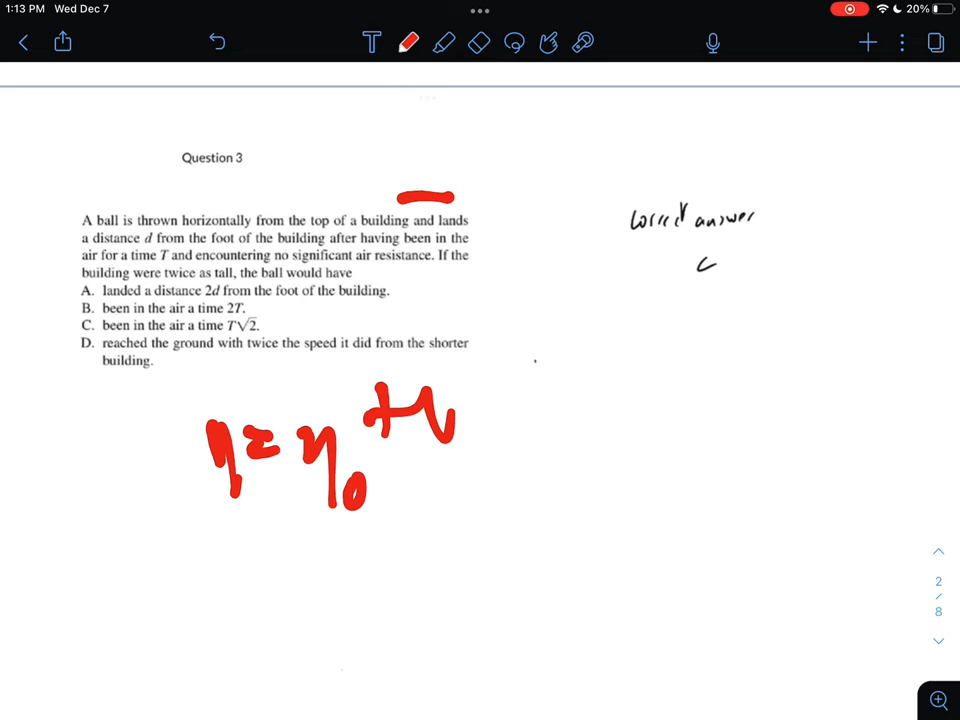 1:13 PM Wed Dec 7
20%
T
Question 3
A ball is thrown horizontally from the top of a building and lands
a distance d from the foot of the building after having been in the
air for a time T and encountering no significant air resistance. If the
building were twice as tall, the ball would have
A. landed a distance 2d from the foot of the building.
B. been in the air a time 2T.
C. been in the air a time T√2.
D. reached the ground with twice the speed it did from the shorter
building.
correct answer
C
y = y₀ +
2
/
8